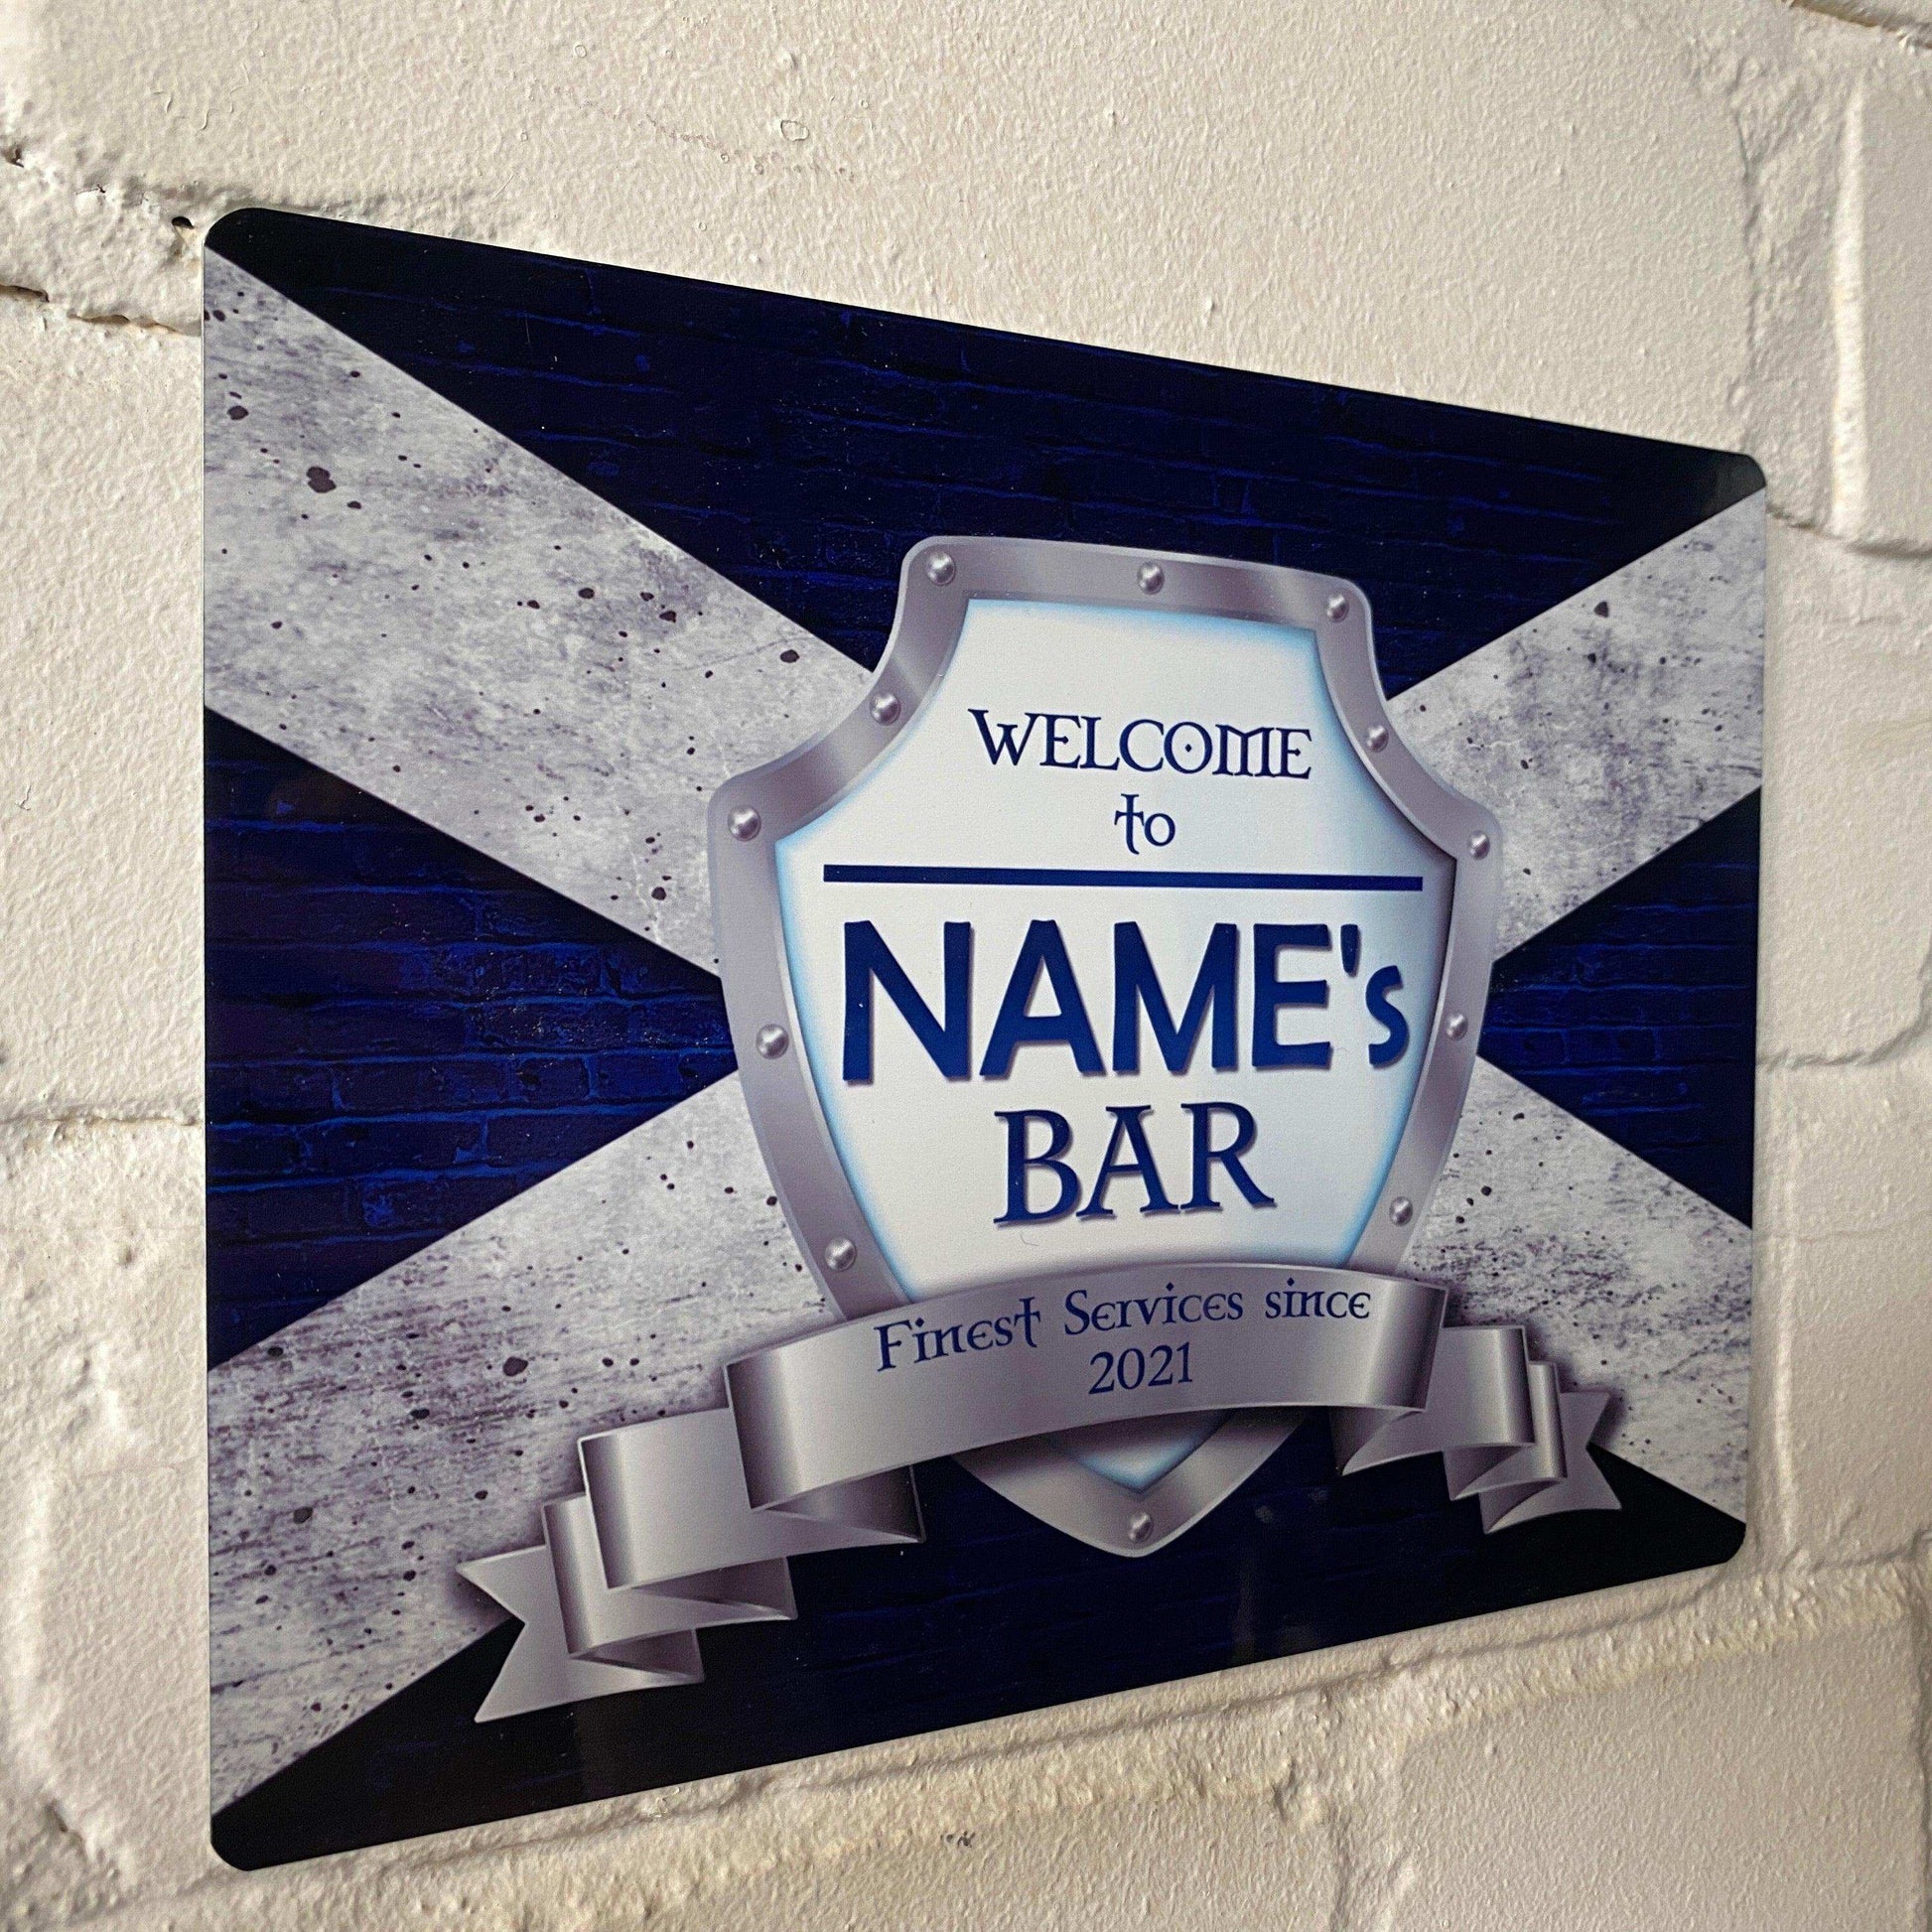 WELCOME
to
NAME's
BAR
Finest Services since
2021